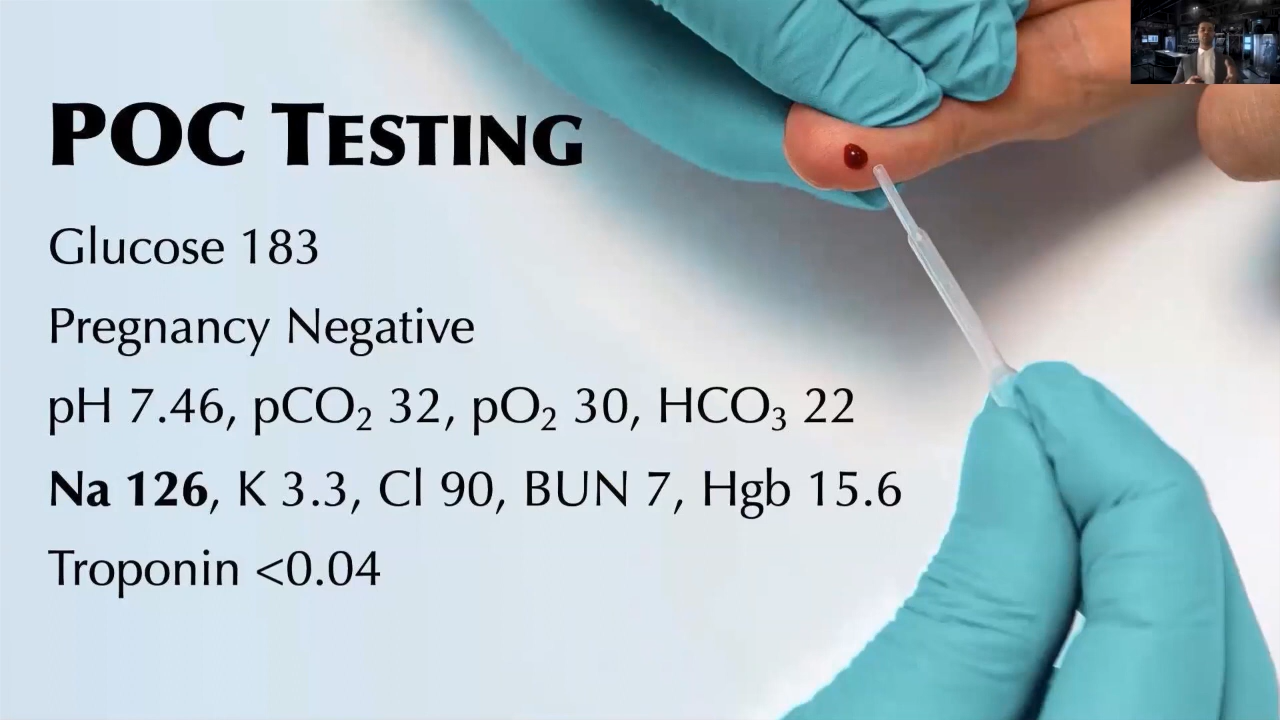 POC TESTING
Glucose 183
Pregnancy Negative
pH 7.46, pCO₂ 32, pO₂ 30, HCO₃ 22
Na 126, K 3.3, Cl 90, BUN 7, Hgb 15.6
Troponin <0.04